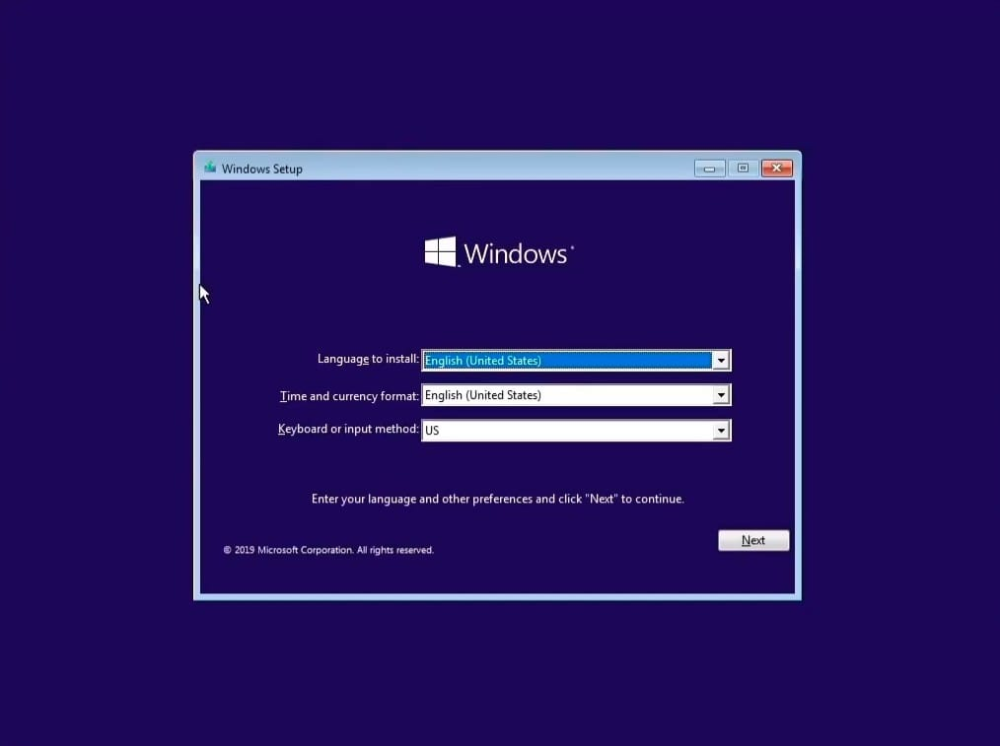 Windows Setup
Windows
Language to install: English (United States)
Time and currency format: English (United States)
Keyboard or input method: US
Enter your language and other preferences and click "Next" to continue.
Next
© 2019 Microsoft Corporation. All rights reserved.